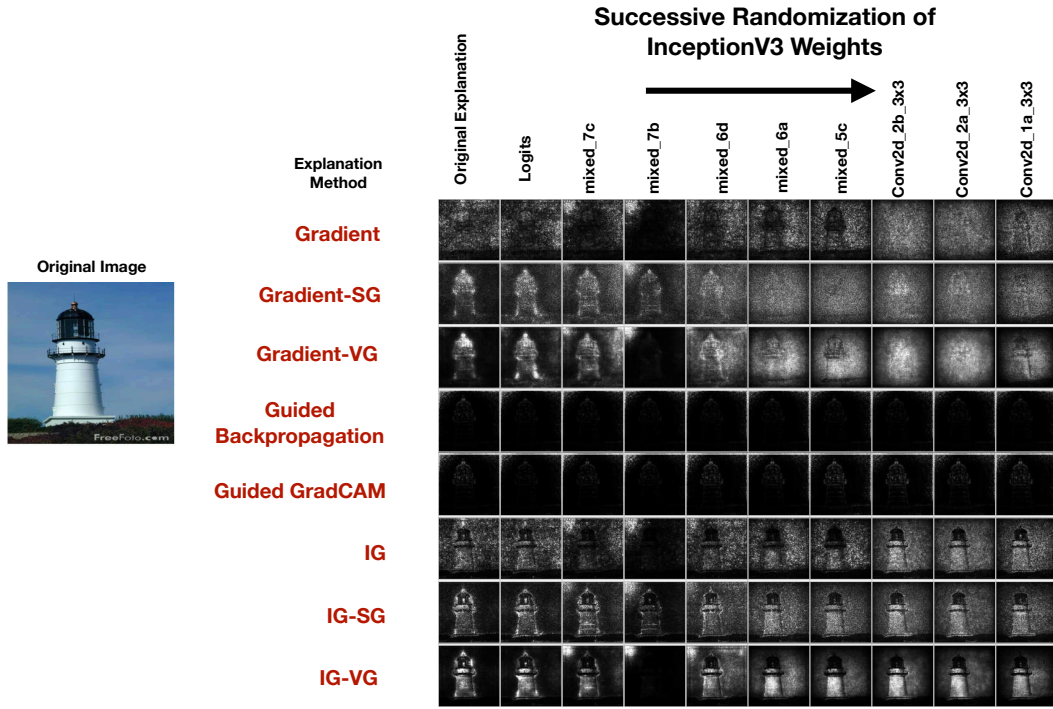 Successive Randomization of
InceptionV3 Weights
Original Explanation
Logits
mixed_7c
mixed_7b
mixed_6d
mixed_6a
mixed_5c
Conv2d_2b_3x3
Conv2d_2a_3x3
Conv2d_1a_3x3
Explanation
Method
Original Image
FreeFoto.com
Gradient
Gradient-SG
Gradient-VG
Guided
Backpropagation
Guided GradCAM
IG
IG-SG
IG-VG